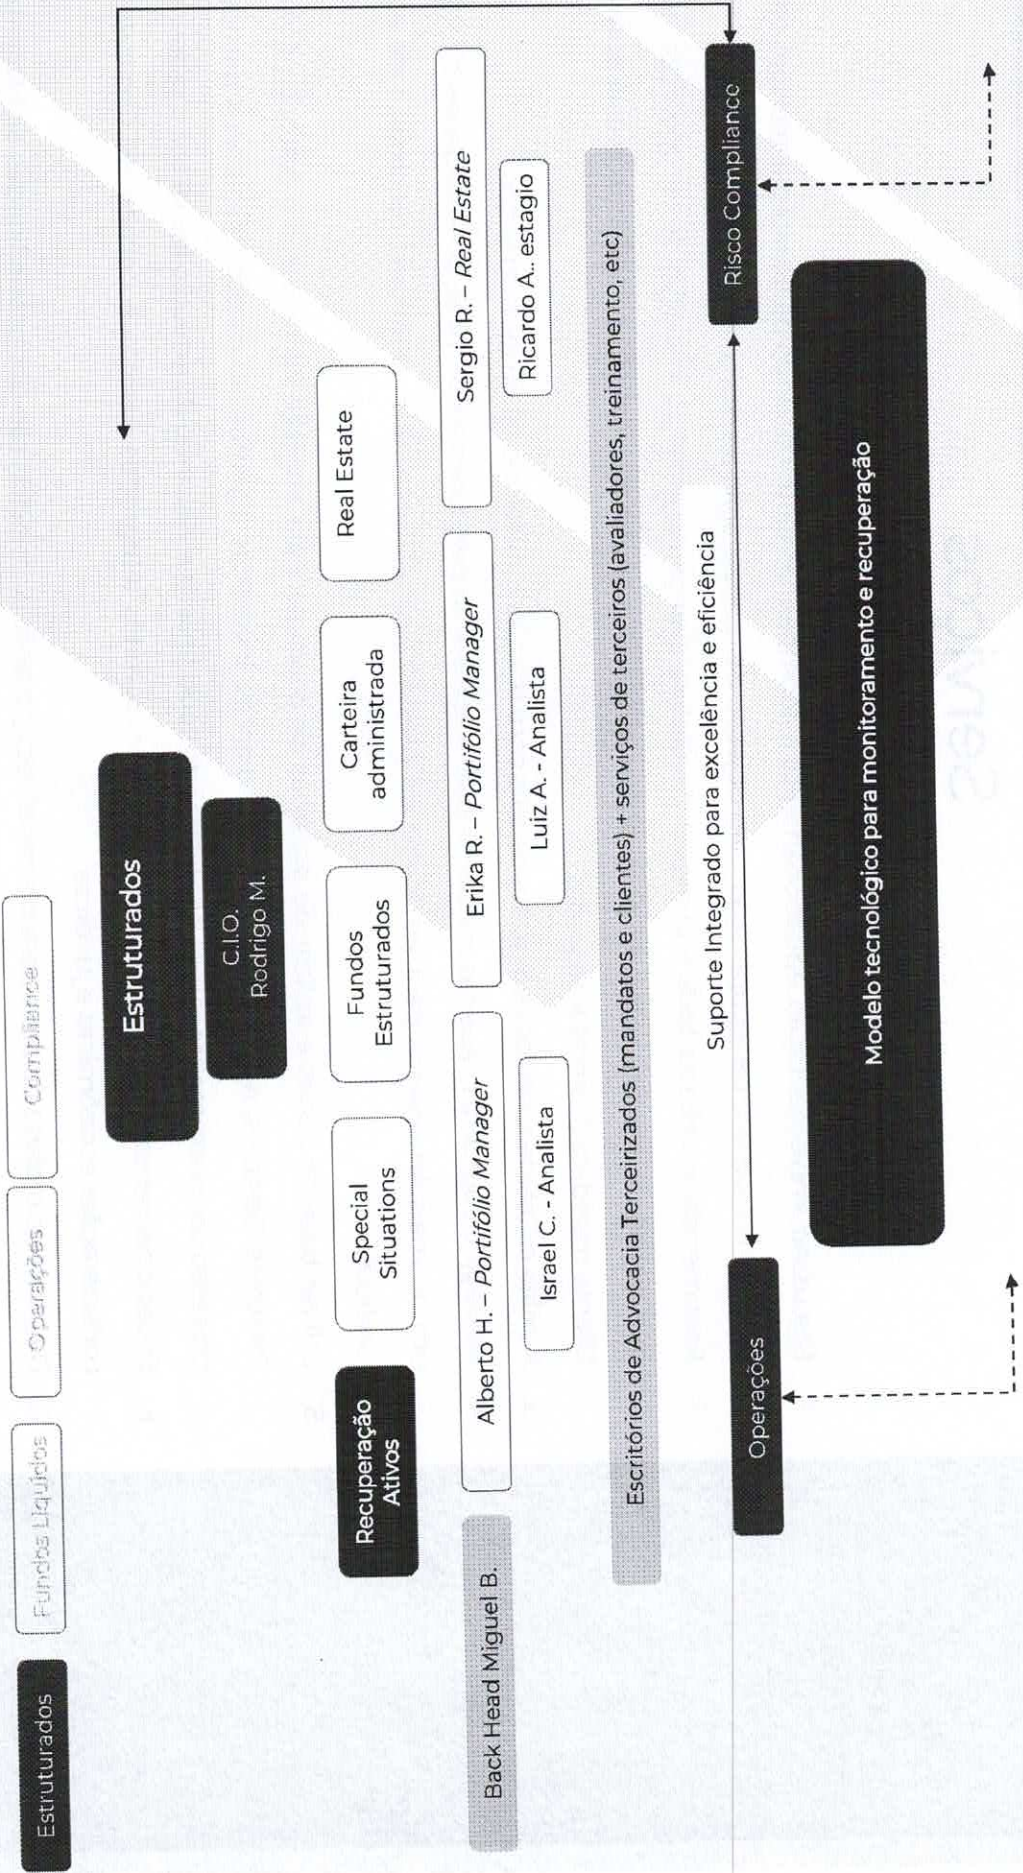 Estruturados
Fundos Líquidos
Operações
Compliance
Estruturados
C.I.O.
Rodrigo M.
Recuperação
Ativos
Special
Situations
Fundos
Estruturados
Carteira
administrada
Real Estate
Back Head Miguel B.
Alberto H. – Portifólio Manager
Erika R. – Portifólio Manager
Sergio R. – Real Estate
Israel C. - Analista
Luiz A. - Analista
Ricardo A.. estagio
Escritórios de Advocacia Terceirizados (mandatos e clientes) + serviços de terceiros (avaliadores, treinamento, etc)
Suporte Integrado para excelência e eficiência
Operações
Risco Compliance
Modelo tecnológico para monitoramento e recuperação